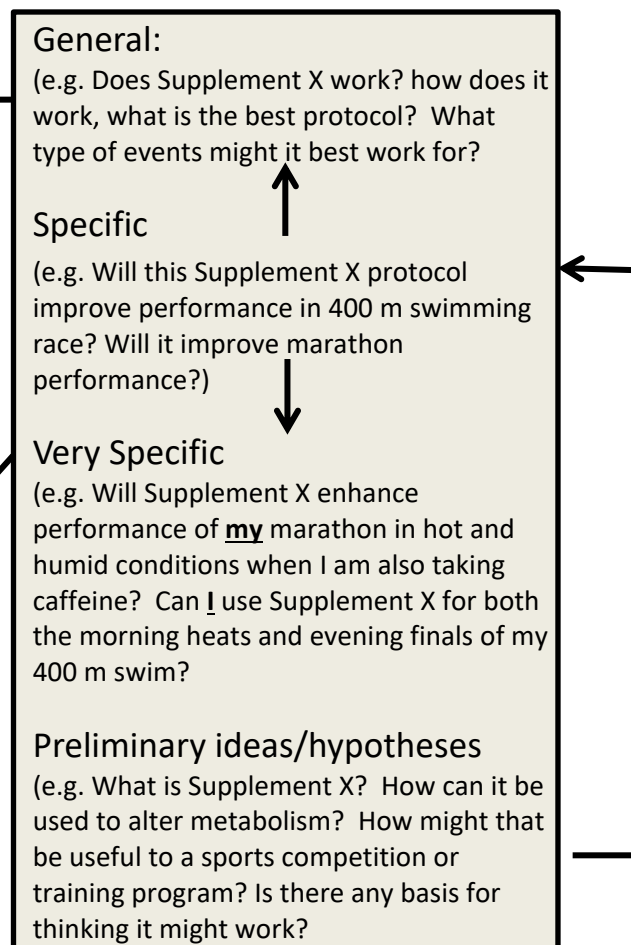 General:
(e.g. Does Supplement X work? how does it
work, what is the best protocol?  What
type of events might it best work for?
Specific
(e.g. Will this Supplement X protocol
improve performance in 400 m swimming
race? Will it improve marathon
performance?)
Very Specific
(e.g. Will Supplement X enhance
performance of my marathon in hot and
humid conditions when I am also taking
caffeine?  Can I use Supplement X for both
the morning heats and evening finals of my
400 m swim?
Preliminary ideas/hypotheses
(e.g. What is Supplement X?  How can it be
used to alter metabolism?  How might that
be useful to a sports competition or
training program? Is there any basis for
thinking it might work?